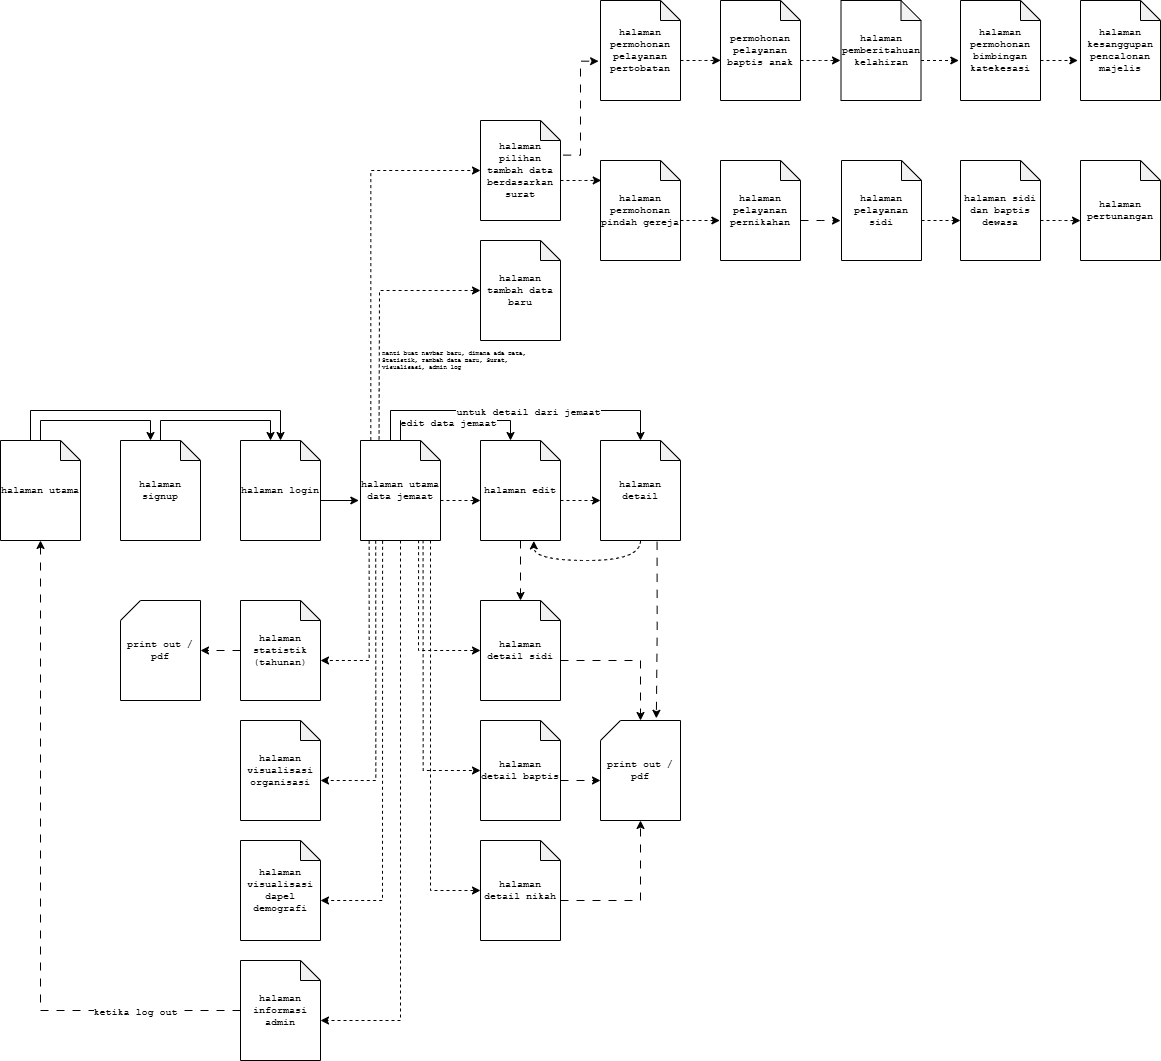 halaman
permohonan
pelayanan
pertobatan
permohonan
pelayanan
baptis anak
halaman
pemberitahuan
kelahiran
halaman
permohonan
bimbingan
katekesasi
halaman
kesanggupan
pencalonan
majelis
halaman
pilihan
tambah data
berdasarkan
surat
halaman
permohonan
pindah gereja
halaman
pelayanan
pernikahan
halaman
pelayanan
sidi
halaman sidi
dan baptis
dewasa
halaman
pertunangan
halaman
tambah data
baru
nanti buat navbar baru, dimana ada data,
Statistik, Tambah data baru, Surat,
visualisasi, admin log
untuk detail dari jemaat
edit data jemaat
halaman utama
halaman
signup
halaman login
halaman utama
data jemaat
halaman edit
halaman
detail
print out /
pdf
halaman
statistik
(tahunan)
halaman
detail sidi
halaman
visualisasi
organisasi
halaman
detail baptis
print out /
pdf
halaman
visualisasi
dapel
demografi
halaman
detail nikah
halaman
informasi
admin
ketika log out